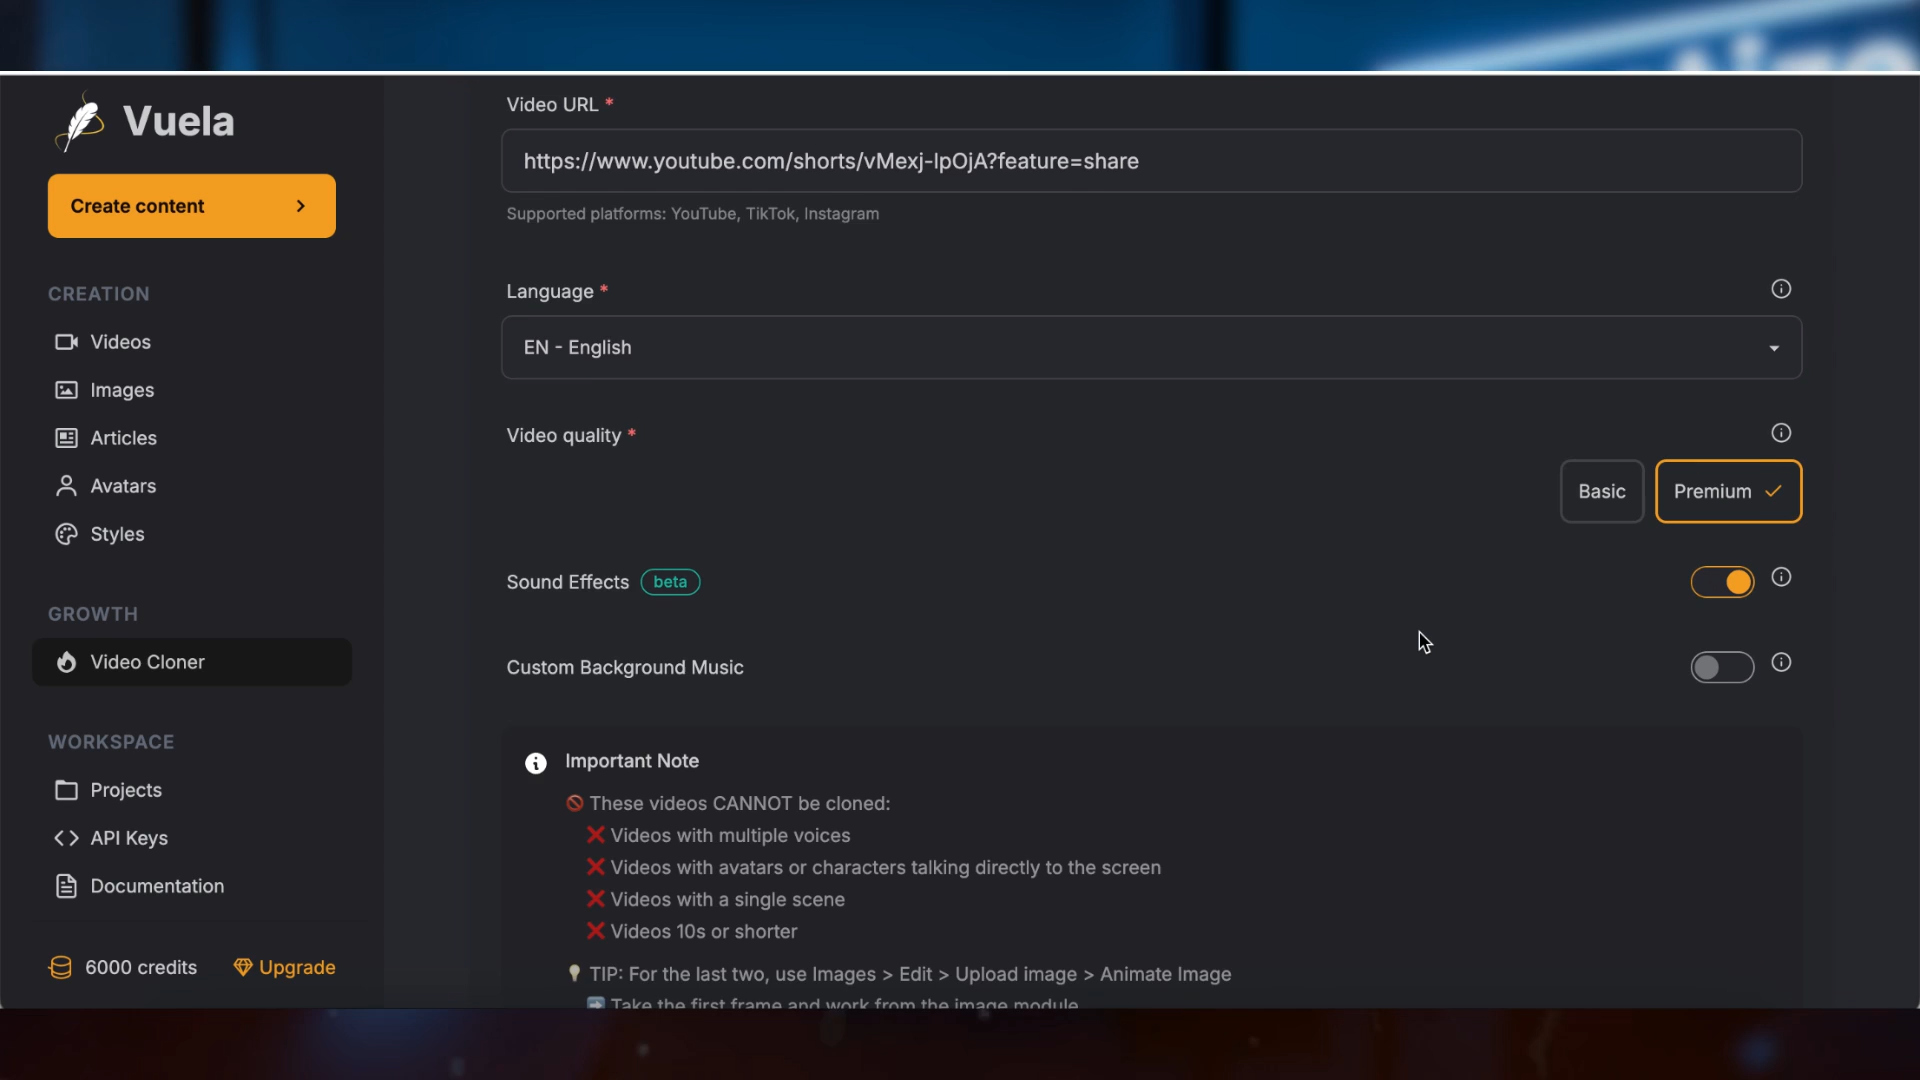 Vuela
Create content
CREATION
Videos
Images
Articles
Avatars
Styles
GROWTH
Video Cloner
WORKSPACE
Projects
API Keys
Documentation
6000 credits
Upgrade
Video URL *
https://www.youtube.com/shorts/vMexj-lpOjA?feature=share
Supported platforms: YouTube, TikTok, Instagram
Language *
EN - English
Video quality *
Basic
Premium
Sound Effects beta
Custom Background Music
Important Note
These videos CANNOT be cloned:
Videos with multiple voices
Videos with avatars or characters talking directly to the screen
Videos with a single scene
Videos 10s or shorter
TIP: For the last two, use Images > Edit > Upload image > Animate Image
Take the first frame and work from the image module